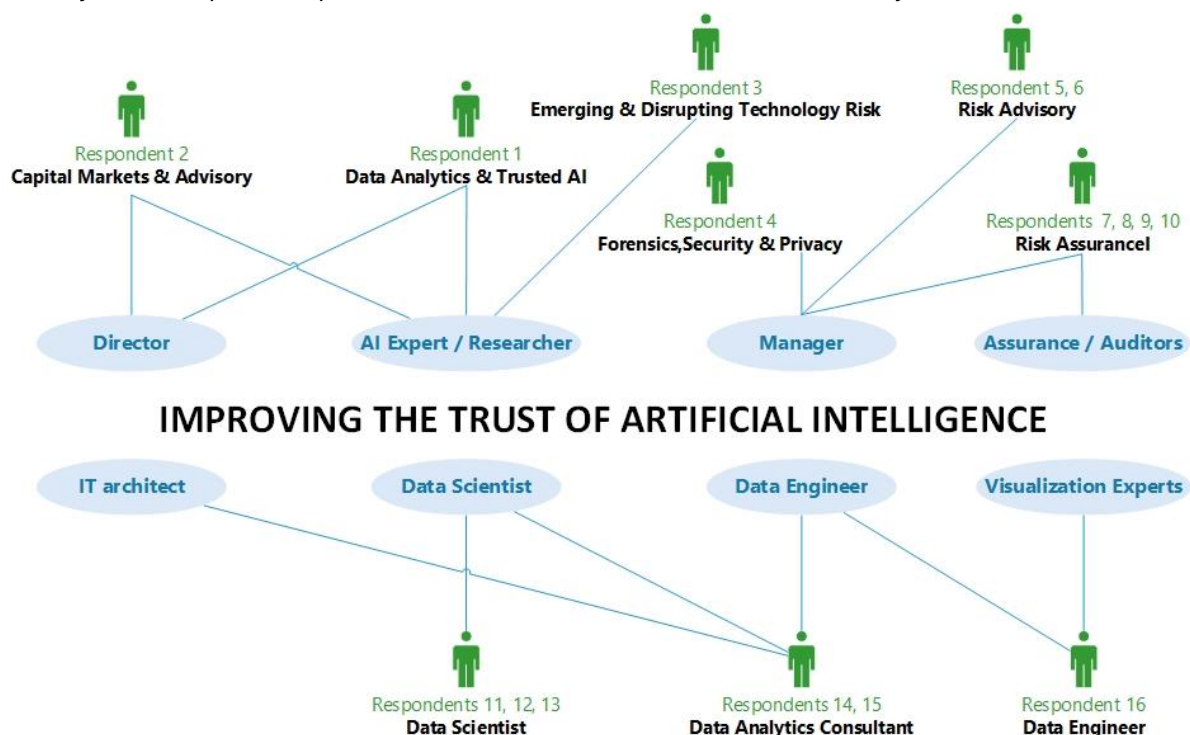 Respondent 3
Emerging & Disrupting Technology Risk
Respondent 5, 6
Risk Advisory
Respondent 2
Capital Markets & Advisory
Respondent 1
Data Analytics & Trusted AI
Respondent 4
Forensics,Security & Privacy
Respondents 7, 8, 9, 10
Risk Assurancel
Director
AI Expert / Researcher
Manager
Assurance / Auditors
IMPROVING THE TRUST OF ARTIFICIAL INTELLIGENCE
IT architect
Data Scientist
Data Engineer
Visualization Experts
Respondents 11, 12, 13
Data Scientist
Respondents 14, 15
Data Analytics Consultant
Respondent 16
Data Engineer